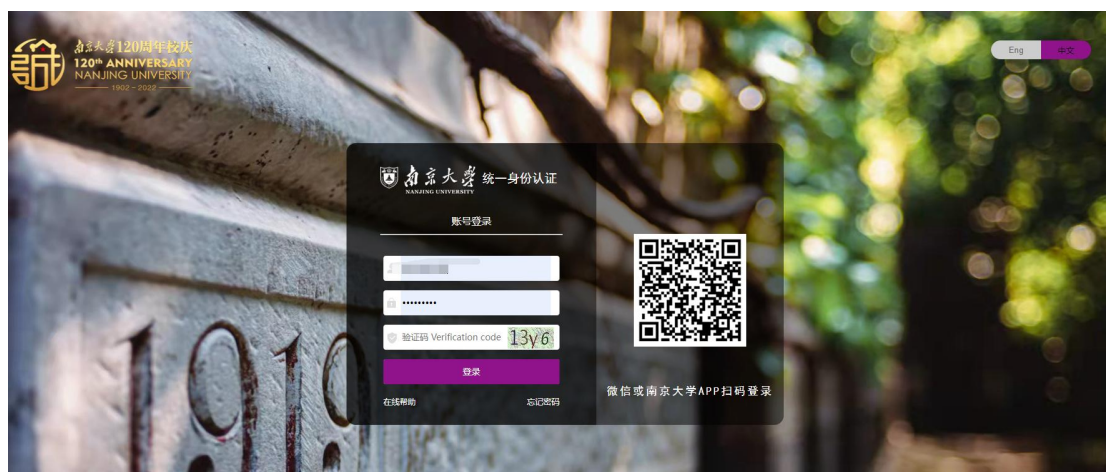 南京大学120周年校庆
120th ANNIVERSARY
NANJING UNIVERSITY
1902 - 2022
Eng 中文
南京大学 统一身份认证
NANJING UNIVERSITY
账号登录
验证码 Verification code 13y6
登录
在线帮助 忘记密码
微信或南京大学APP扫码登录
1919